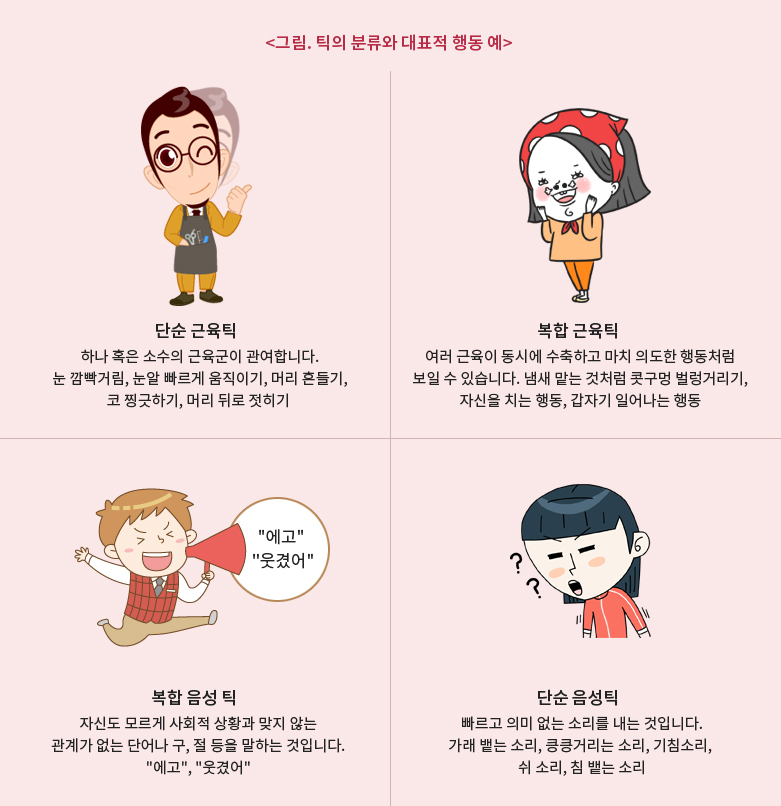 <그림. 틱의 분류와 대표적 행동 예>
단순 근육틱
하나 혹은 소수의 근육군이 관여합니다.
눈 깜빡거림, 눈알 빠르게 움직이기, 머리 흔들기,
코 찡긋하기, 머리 뒤로 젓히기
복합 근육틱
여러 근육이 동시에 수축하고 마치 의도한 행동처럼
보일 수 있습니다. 냄새 맡는 것처럼 콧구멍 벌렁거리기,
자신을 치는 행동, 갑자기 일어나는 행동
"에고"
"웃겼어"
복합 음성 틱
자신도 모르게 사회적 상황과 맞지 않는
관계가 없는 단어나 구, 절 등을 말하는 것입니다.
"에고", "웃겼어"
? ?
단순 음성틱
빠르고 의미 없는 소리를 내는 것입니다.
가래 뱉는 소리, 킁킁거리는 소리, 기침소리,
쉬 소리, 침 뱉는 소리